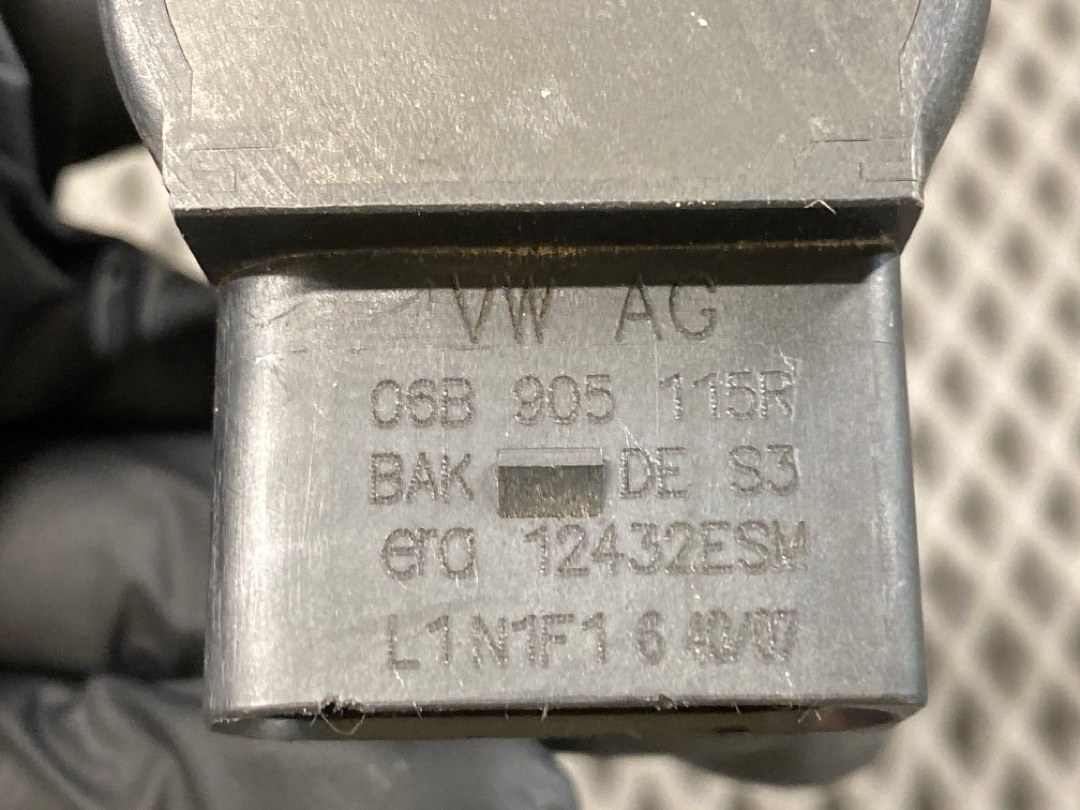 VW AG
06B 905 115R
BAK DE S3
era 12432ESM
L1N1F1 6 40/07